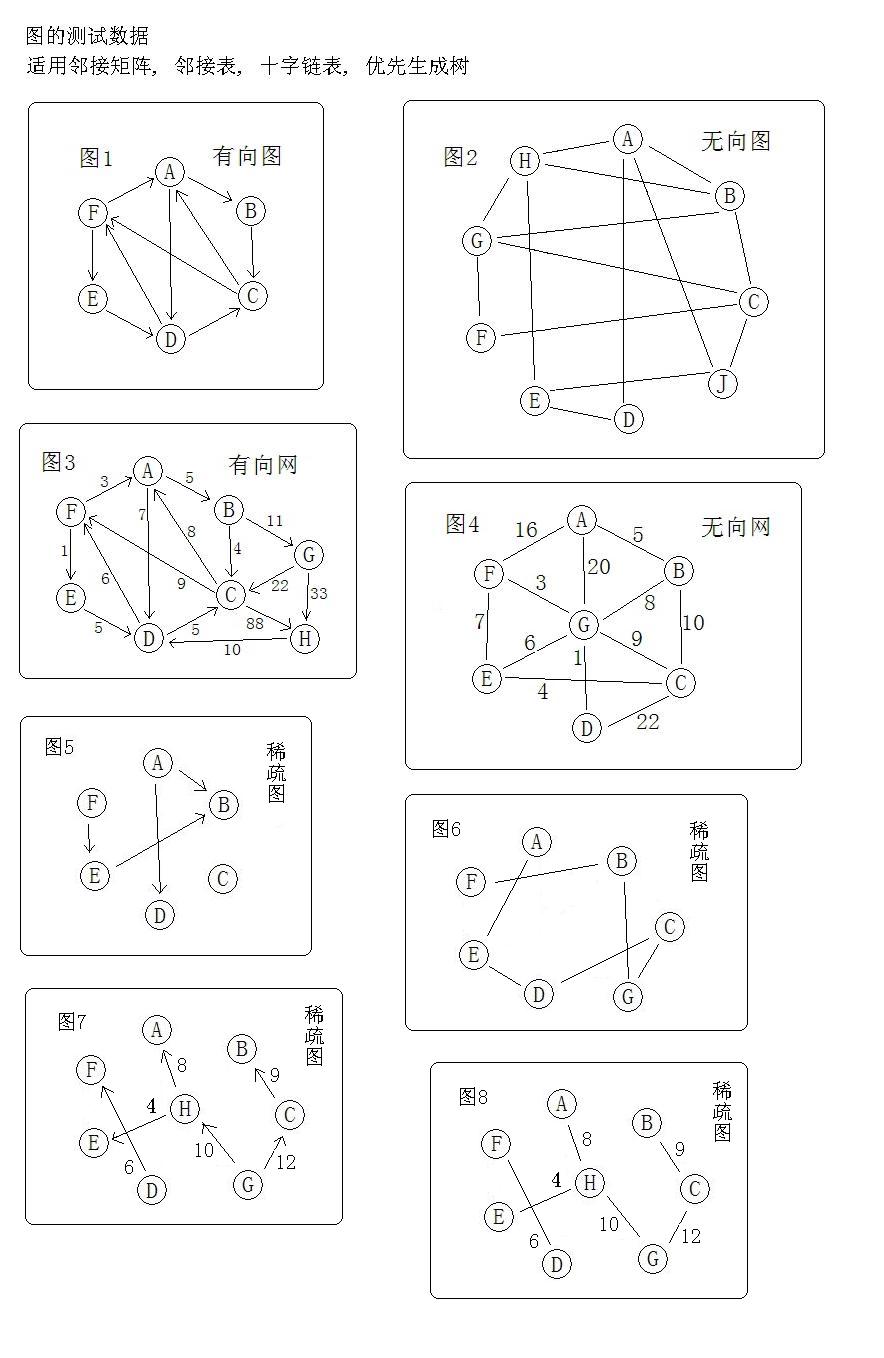 图的测试数据
适用邻接矩阵, 邻接表, 十字链表, 优先生成树
图1 有向图
A
F B
E C
D
图2 无向图
A
H
B
G
C
F
J
E
D
图3 有向网
A
3 5
F 7 B 11
8 4 G
1 9 22
6 33
E C
5 5 88
D H
10
图4 无向网
A
16 5
F 20 B
3 8
7 G 10
6 9
1
E C
4
D 22
图5 稀疏图
A
F B
E C
D
图6 稀疏图
A
B
F
C
E
D G
图7 稀疏图
A
B
F 8 9
4 H C
E
10 12
6
D G
图8 稀疏图
A
B
F 8 9
4 H C
E
10 12
6
D G